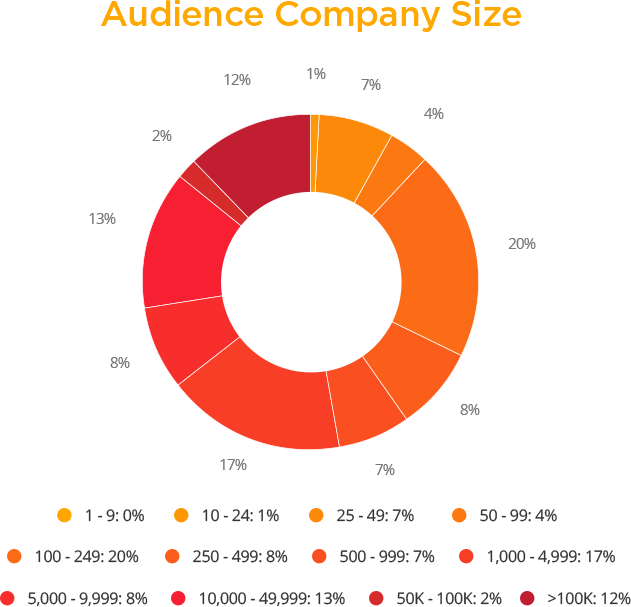 Audience Company Size
12%
1%
7%
4%
2%
13%
20%
8%
8%
17%
7%
1 - 9: 0%
10 - 24: 1%
25 - 49: 7%
50 - 99: 4%
100 - 249: 20%
250 - 499: 8%
500 - 999: 7%
1,000 - 4,999: 17%
5,000 - 9,999: 8%
10,000 - 49,999: 13%
50K - 100K: 2%
>100K: 12%